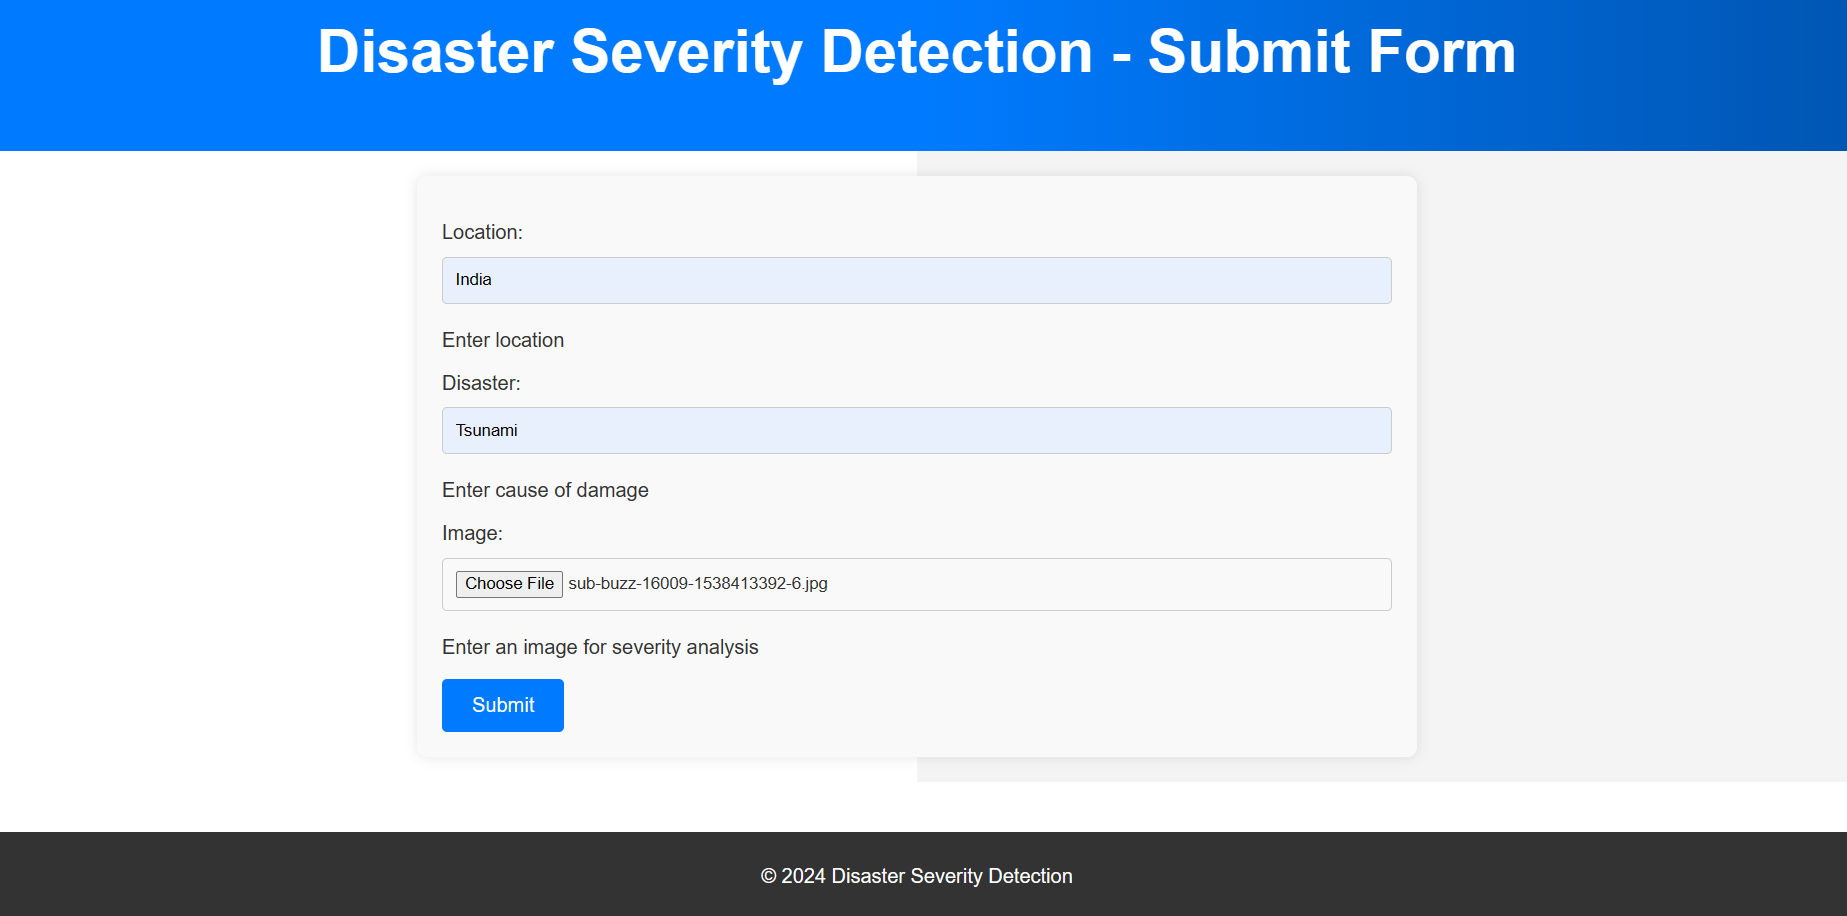 Disaster Severity Detection - Submit Form
Location:
India
Enter location
Disaster:
Tsunami
Enter cause of damage
Image:
Choose File sub-buzz-16009-1538413392-6.jpg
Enter an image for severity analysis
Submit
© 2024 Disaster Severity Detection